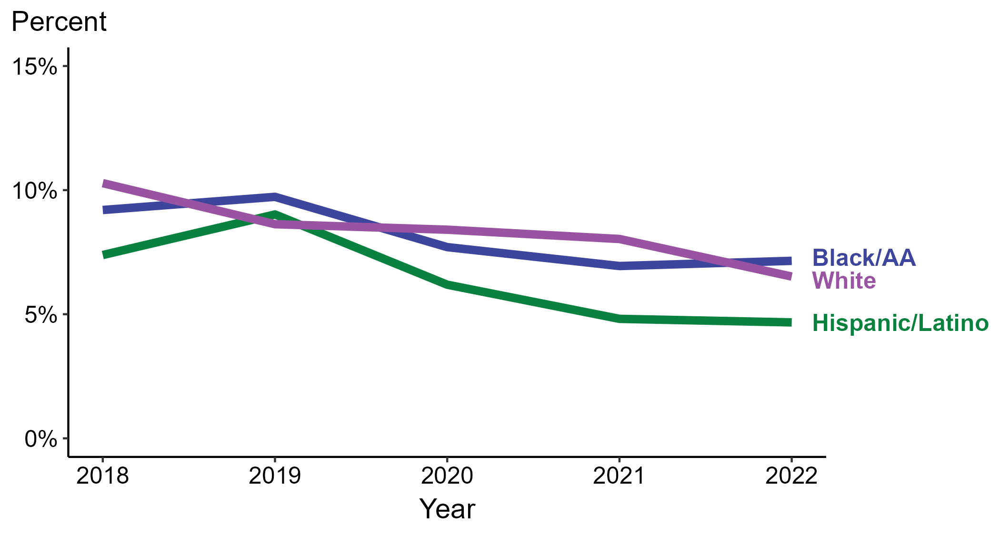 Percent
15%
10%
5%
0%
Black/AA
White
Hispanic/Latino
2018 2019 2020 2021 2022
Year